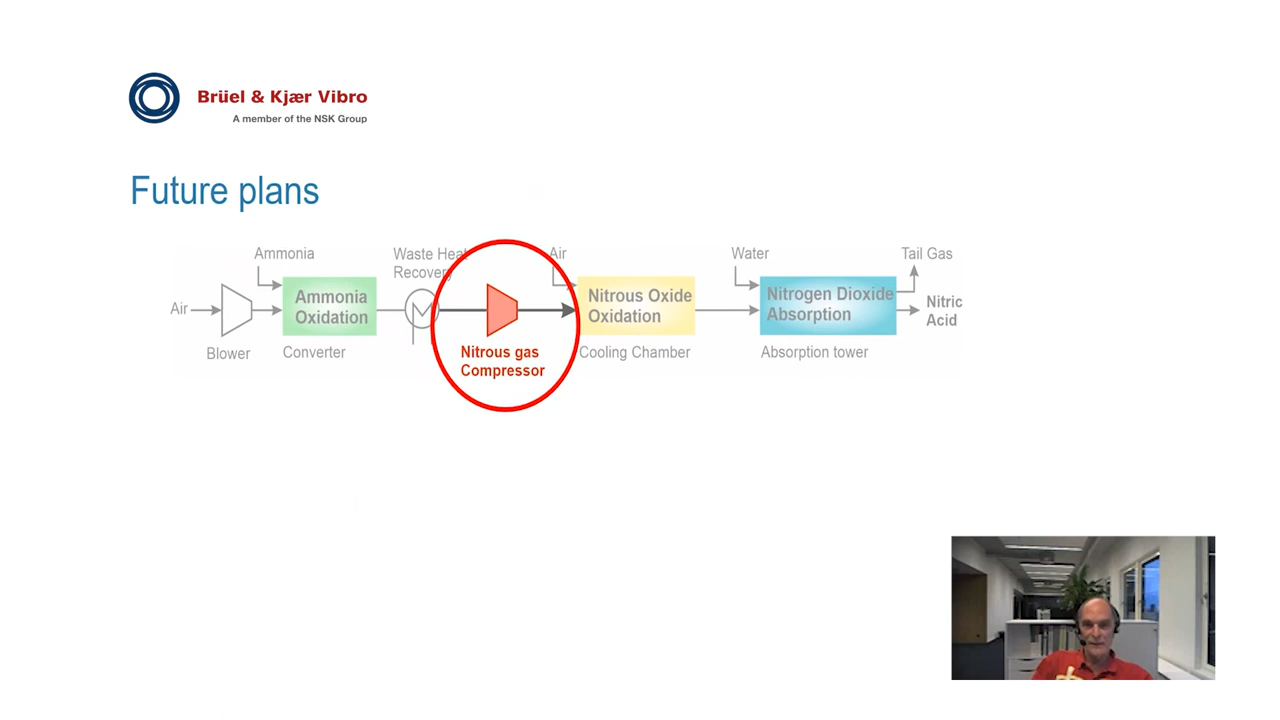 Brüel & Kjær Vibro
A member of the NSK Group
Future plans
Ammonia
Waste Heat
Recovery
Air
Water
Tail Gas
Air
Ammonia
Oxidation
Nitrous Oxide
Oxidation
Nitrogen Dioxide
Absorption
Nitric
Acid
Blower
Converter
Nitrous gas
Compressor
Cooling Chamber
Absorption tower